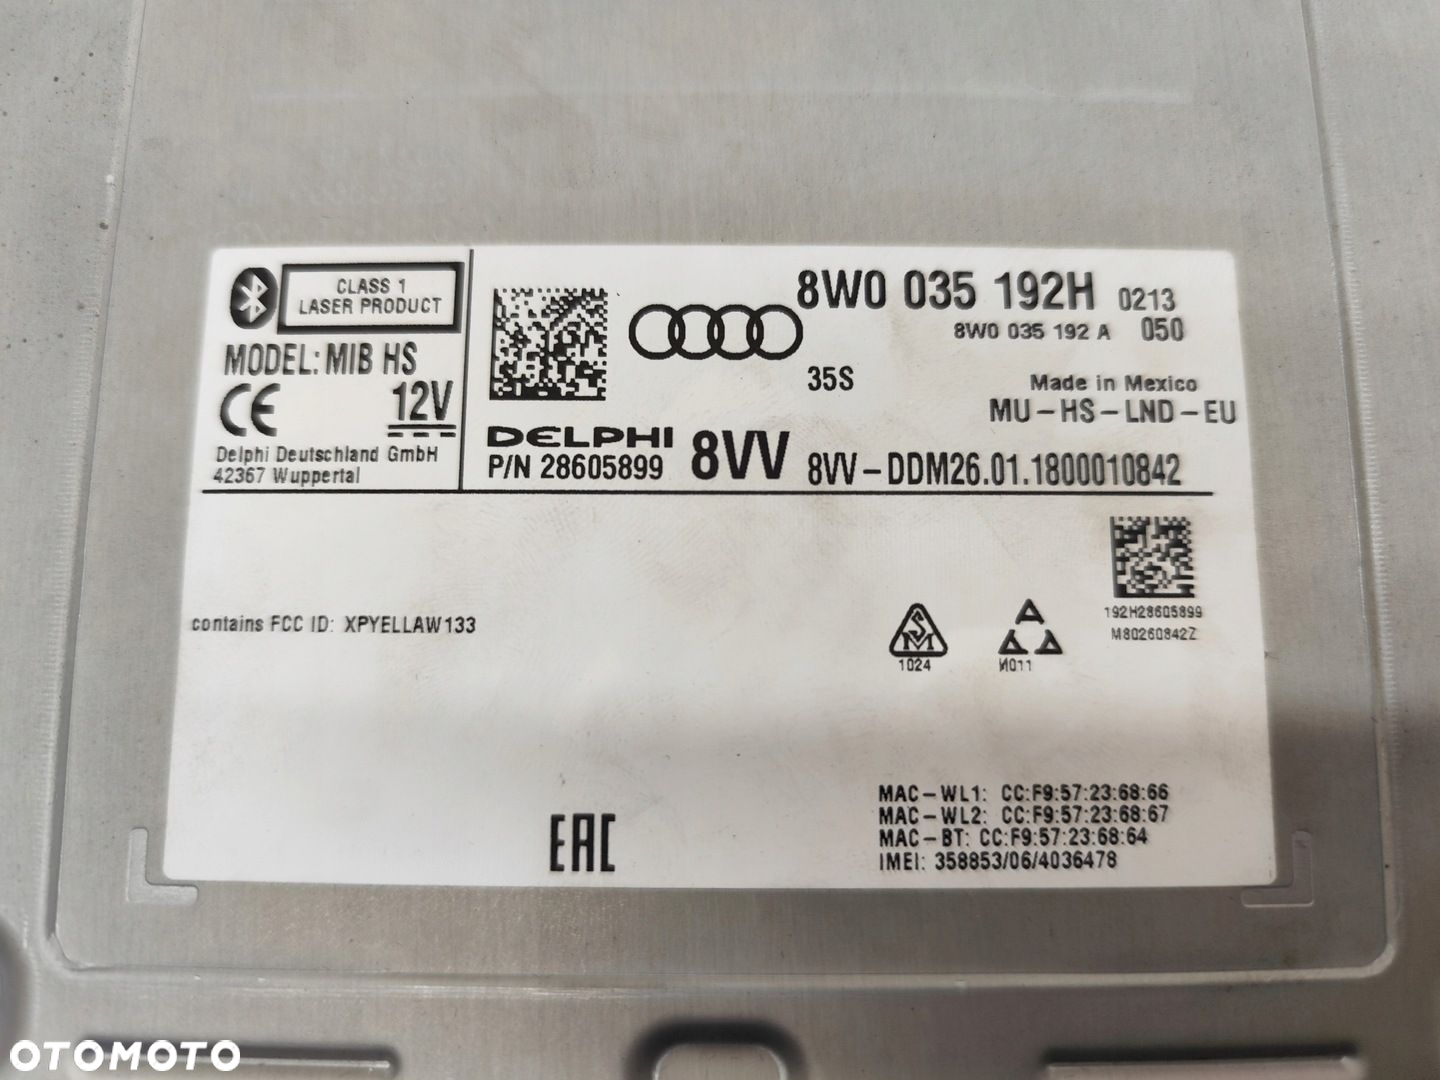 CLASS 1
LASER PRODUCT
MODEL: MIB HS
CE 12V
Delphi Deutschland GmbH
42367 Wuppertal
8W0 035 192H 0213
8W0 035 192 A 050
35S
Made in Mexico
MU-HS-LND-EU
DELPHI
P/N 28605899 8VV 8VV-DDM26.01.1800010842
contains FCC ID: XPYELLAW133
SM
1024
A
И011
192H28605899
M80260842Z
EAC
MAC-WL1: CC:F9:57:23:68:66
MAC-WL2: CC:F9:57:23:68:67
MAC-BT: CC:F9:57:23:68:64
IMEI: 358853/06/4036478
OTOMOTO